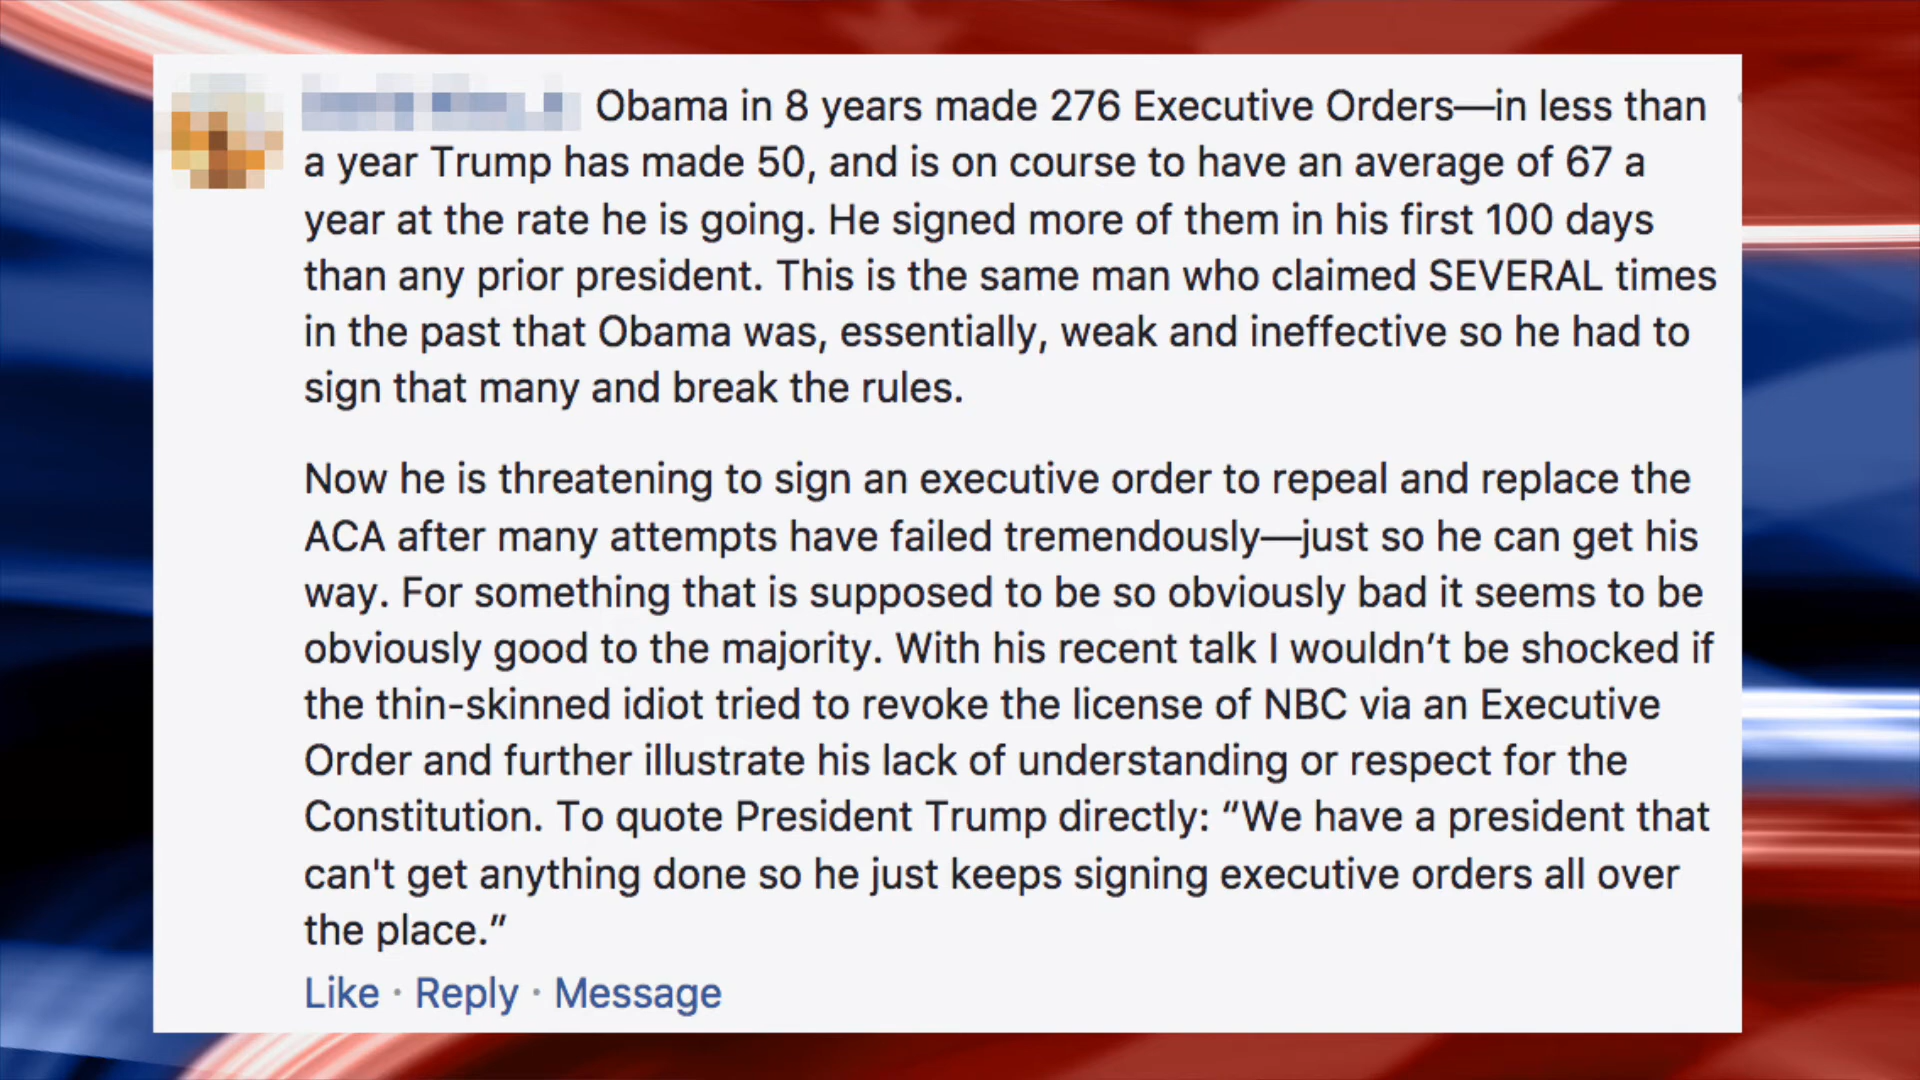 Obama in 8 years made 276 Executive Orders—in less than
a year Trump has made 50, and is on course to have an average of 67 a
year at the rate he is going. He signed more of them in his first 100 days
than any prior president. This is the same man who claimed SEVERAL times
in the past that Obama was, essentially, weak and ineffective so he had to
sign that many and break the rules.
Now he is threatening to sign an executive order to repeal and replace the
ACA after many attempts have failed tremendously—just so he can get his
way. For something that is supposed to be so obviously bad it seems to be
obviously good to the majority. With his recent talk I wouldn’t be shocked if
the thin-skinned idiot tried to revoke the license of NBC via an Executive
Order and further illustrate his lack of understanding or respect for the
Constitution. To quote President Trump directly: “We have a president that
can't get anything done so he just keeps signing executive orders all over
the place.”
Like · Reply · Message